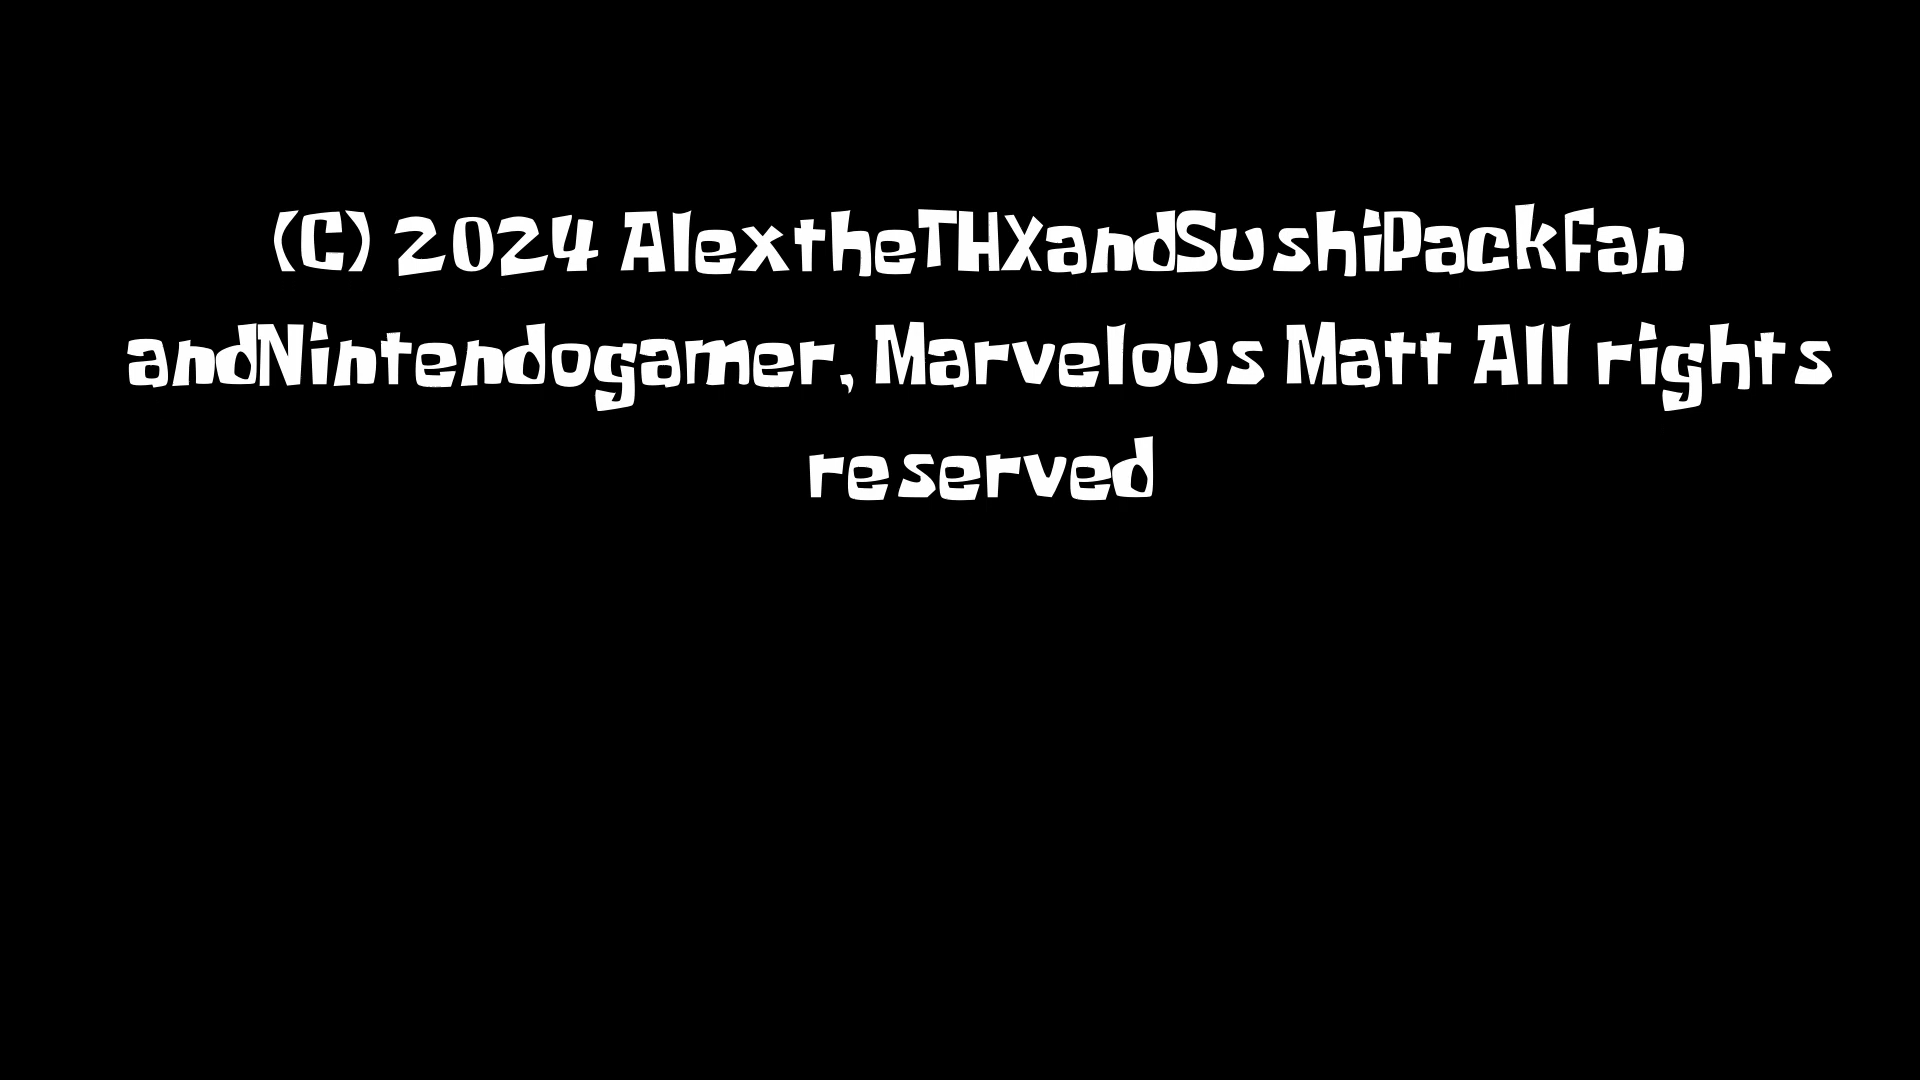 (C) 2024 AlextheTHXandSushiPackFan
andNintendogamer, Marvelous Matt All rights
reserved